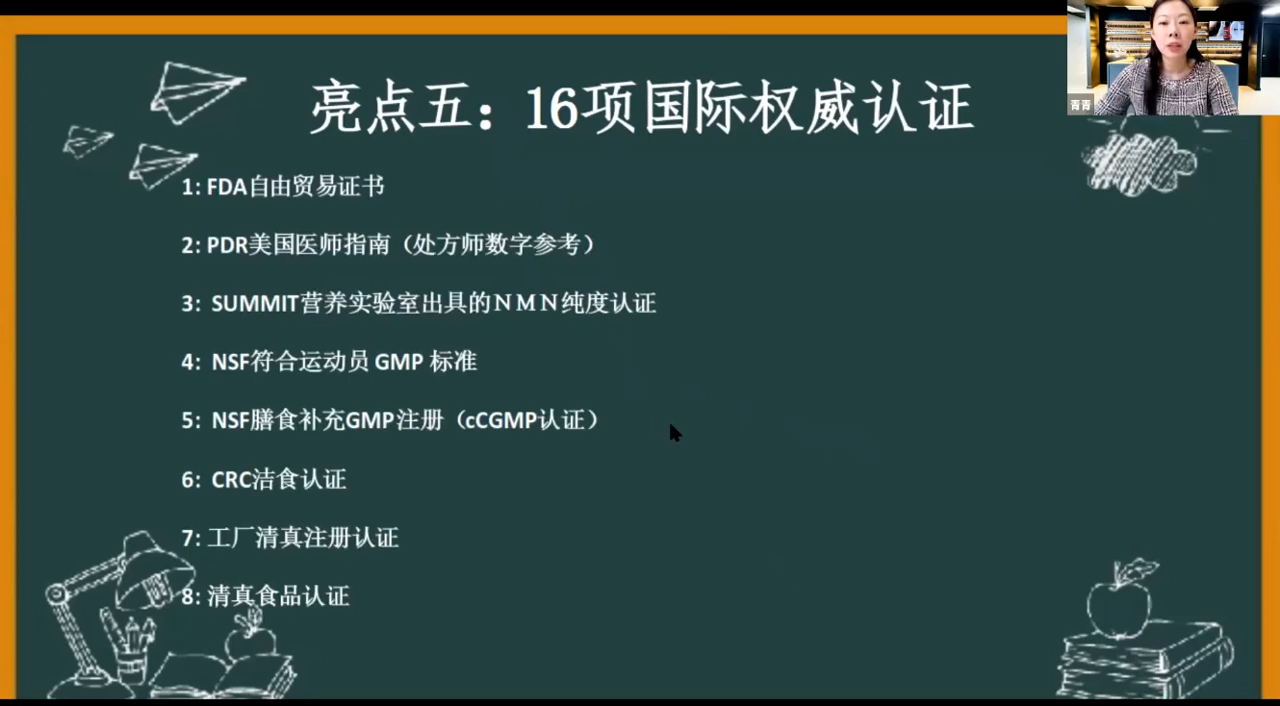 亮点五：16项国际权威认证
青青
1: FDA自由贸易证书
2: PDR美国医师指南（处方师数字参考）
3: SUMMIT营养实验室出具的NMN纯度认证
4: NSF符合运动员 GMP 标准
5: NSF膳食补充GMP注册（cCGMP认证）
6: CRC洁食认证
7: 工厂清真注册认证
8: 清真食品认证